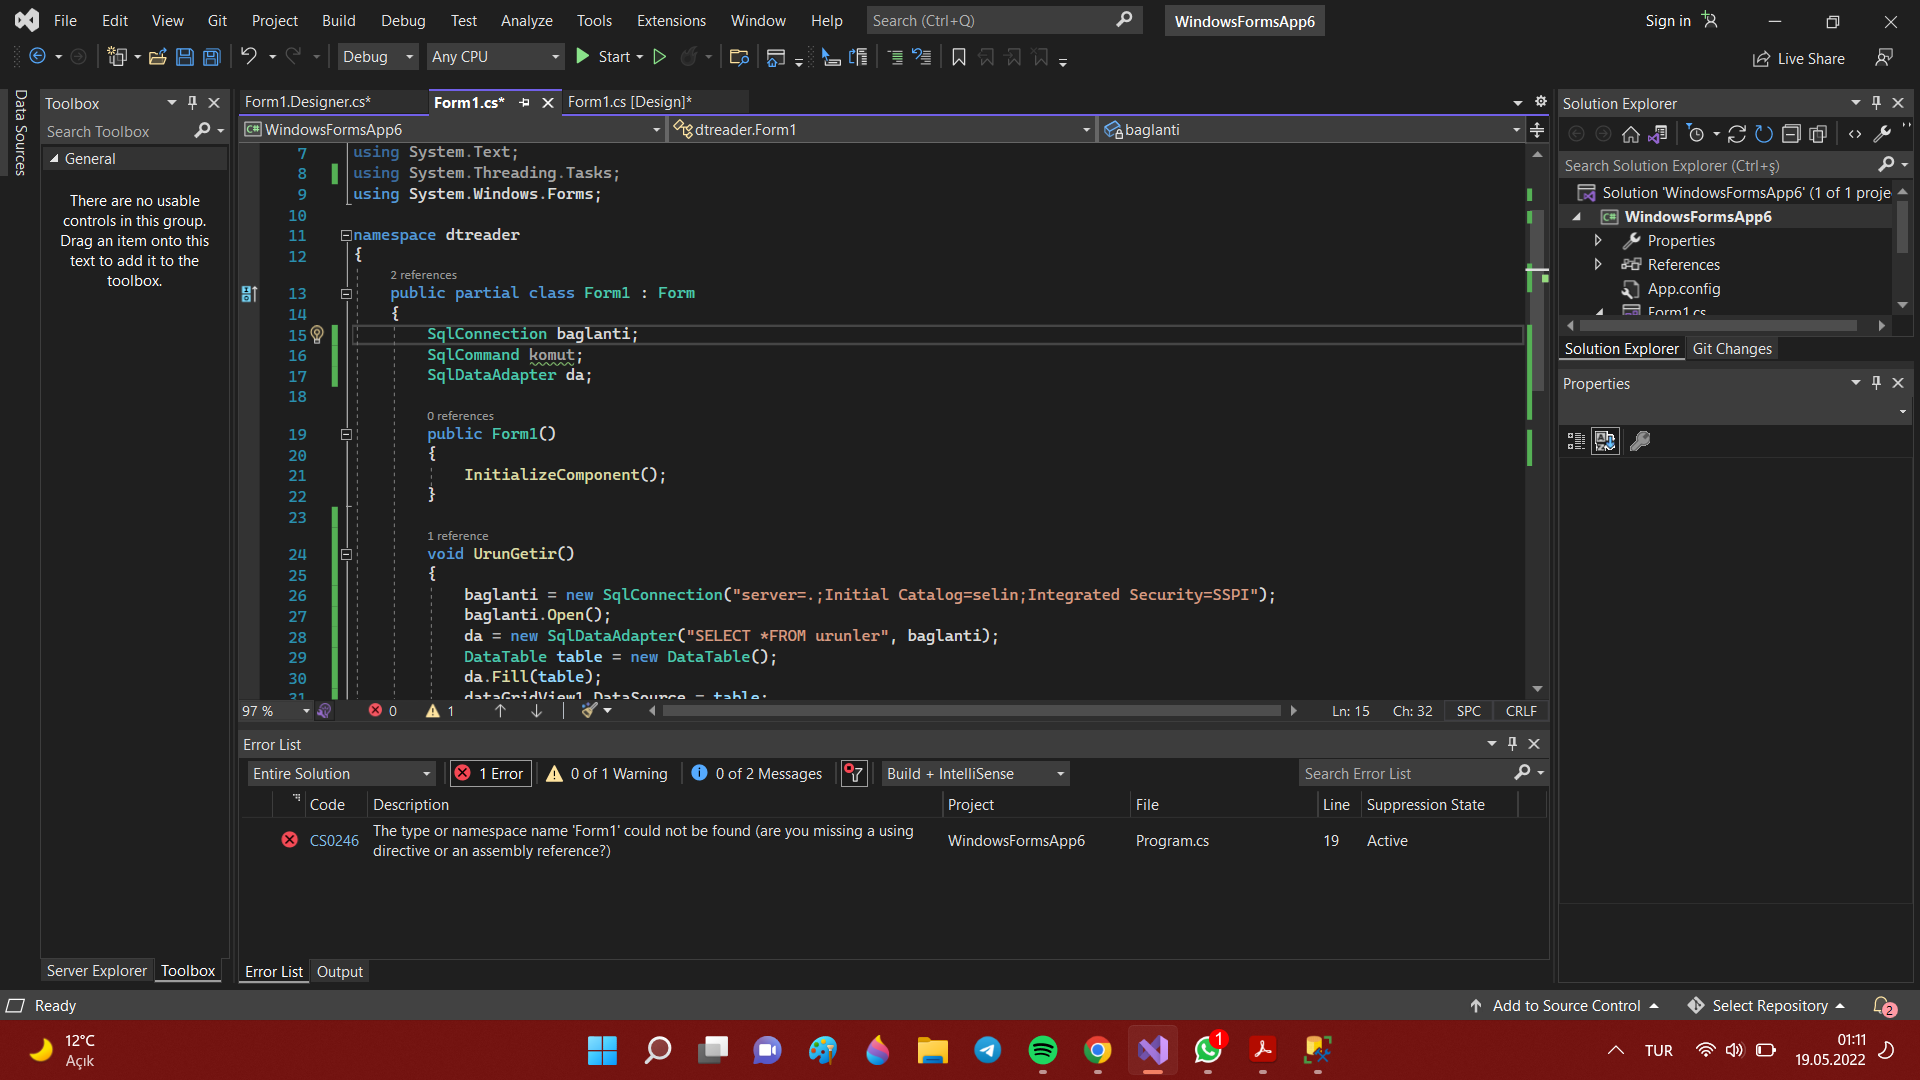 File Edit View Git Project Build Debug Test Analyze Tools Extensions Window Help Search (Ctrl+Q) WindowsFormsApp6 Sign in
Debug Any CPU Start Live Share
Data Sources
Toolbox
Search Toolbox
General
There are no usable
controls in this group.
Drag an item onto this
text to add it to the
toolbox.
Server Explorer Toolbox
Form1.Designer.cs* Form1.cs* Form1.cs [Design]*
C# WindowsFormsApp6 dtreader.Form1 baglanti
7 using System.Text;
8 using System.Threading.Tasks;
9 using System.Windows.Forms;
10
11 namespace dtreader
12 {
2 references
13 public partial class Form1 : Form
14 {
15 SqlConnection baglanti;
16 SqlCommand komut;
17 SqlDataAdapter da;
18
0 references
19 public Form1()
20 {
21 InitializeComponent();
22 }
23
1 reference
24 void UrunGetir()
25 {
26 baglanti = new SqlConnection("server=.;Initial Catalog=selin;Integrated Security=SSPI");
27 baglanti.Open();
28 da = new SqlDataAdapter("SELECT *FROM urunler", baglanti);
29 DataTable table = new DataTable();
30 da.Fill(table);
31 dataGridView1.DataSource = table;
97 % 0 1 Ln: 15 Ch: 32 SPC CRLF
Error List
Entire Solution 1 Error 0 of 1 Warning 0 of 2 Messages Build + IntelliSense Search Error List
Code Description Project File Line Suppression State
CS0246 The type or namespace name 'Form1' could not be found (are you missing a using
directive or an assembly reference?) WindowsFormsApp6 Program.cs 19 Active
Error List Output
Solution Explorer
Search Solution Explorer (Ctrl+ş)
Solution 'WindowsFormsApp6' (1 of 1 proje
C# WindowsFormsApp6
Properties
References
App.config
Form1.cs
Solution Explorer Git Changes
Properties
Ready Add to Source Control Select Repository 2
12°C
Açık
1
TUR
01:11
19.05.2022